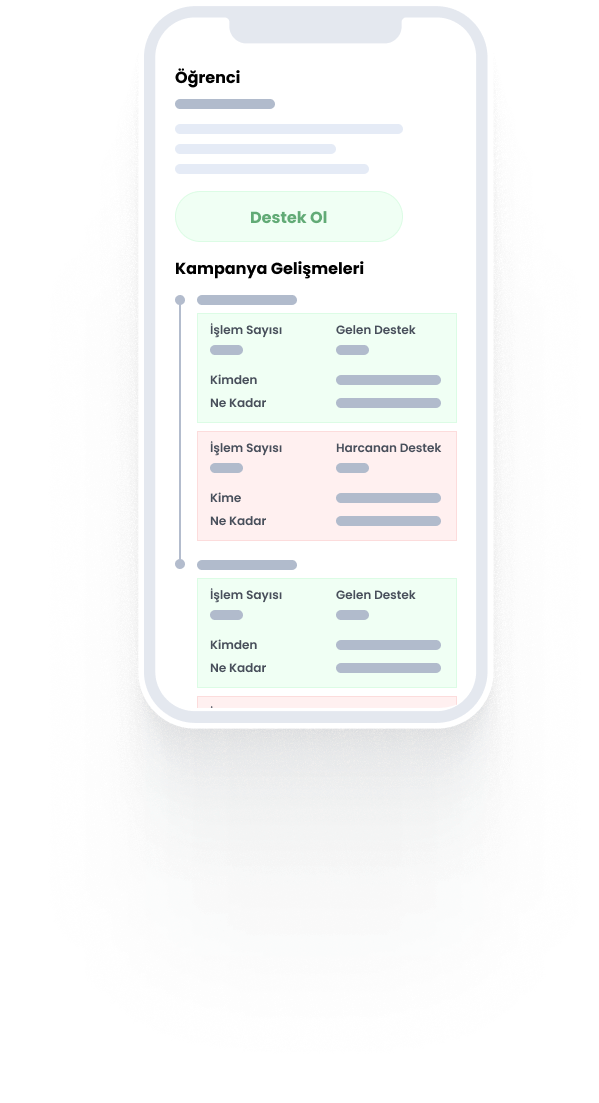 Öğrenci
Destek Ol
Kampanya Gelişmeleri
İşlem Sayısı Gelen Destek
Kimden
Ne Kadar
İşlem Sayısı Harcanan Destek
Kime
Ne Kadar
İşlem Sayısı Gelen Destek
Kimden
Ne Kadar